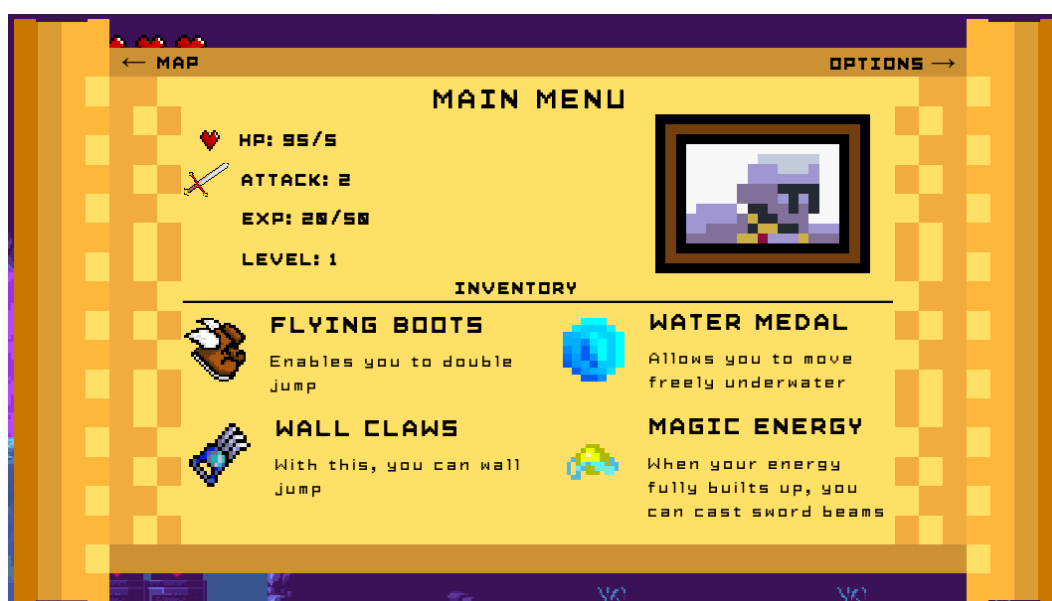 ← MAP
OPTIONS →
MAIN MENU
HP: 95/5
ATTACK: 2
EXP: 20/50
LEVEL: 1
INVENTORY
FLYING BOOTS
Enables you to double
jump
WATER MEDAL
Allows you to move
freely underwater
WALL CLAWS
With this, you can wall
jump
MAGIC ENERGY
When your energy
fully builts up, you
can cast sword beams